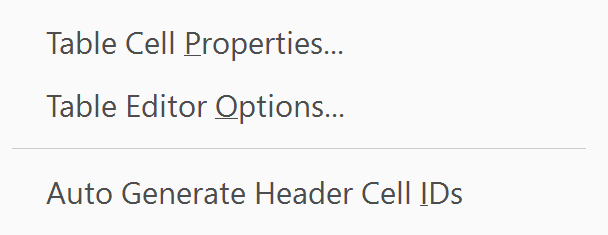 Table Cell Properties...
Table Editor Options...
Auto Generate Header Cell IDs